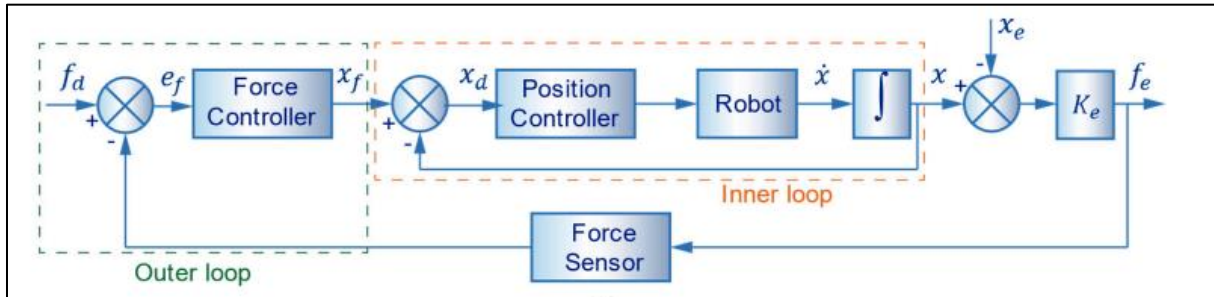 x_e
f_d
e_f
Force
Controller
x_f
x_d
Position
Controller
Robot
ẋ
∫
x
K_e
f_e
+
-
+
-
+
-
Inner loop
Force
Sensor
Outer loop